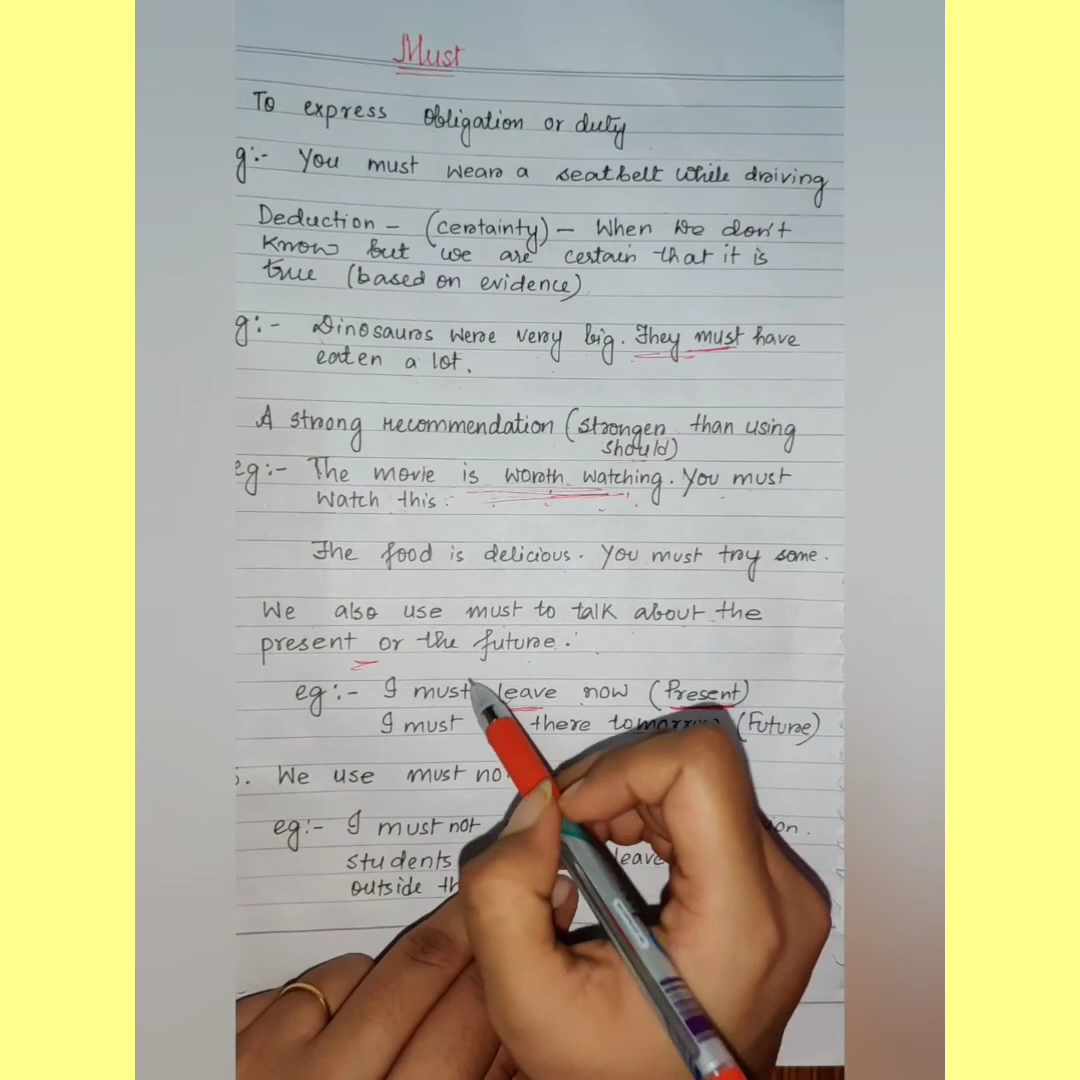 Must
To express obligation or duty
g:- You must wear a seatbelt while driving
Deduction - (certainty) - When we don't
know but we are certain that it is
true (based on evidence)
g:- Dinosaurs were very big. They must have
eaten a lot.
A strong recommendation (stronger than using
should)
eg:- The movie is worth watching. You must
watch this.
The food is delicious. You must try some.
We also use must to talk about the
present or the future.
eg:- I must leave now (Present)
I must there tomorrow (Future)
5. We use must
eg:- I must not
students leave
outside